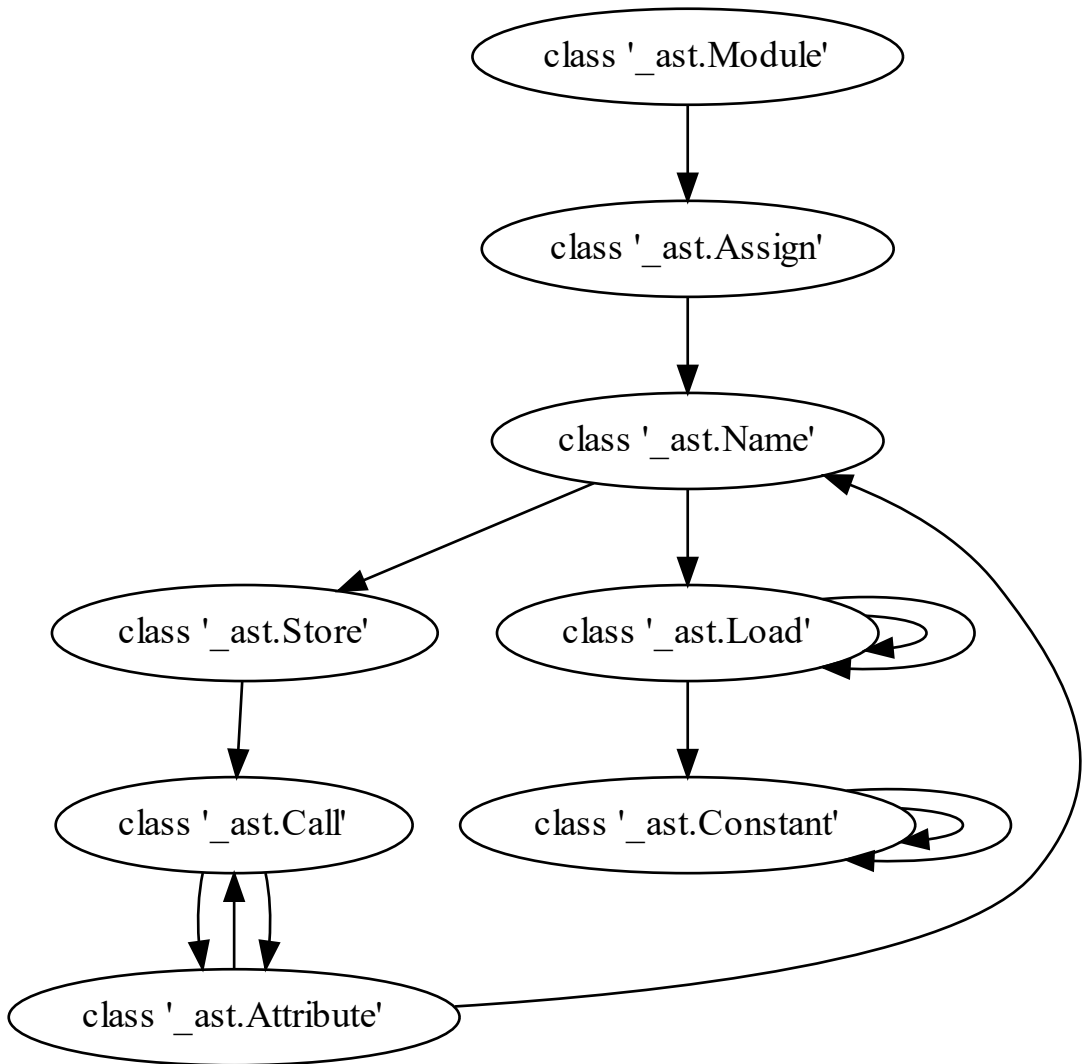 class '_ast.Module'
class '_ast.Assign'
class '_ast.Name'
class '_ast.Store'
class '_ast.Load'
class '_ast.Call'
class '_ast.Constant'
class '_ast.Attribute'